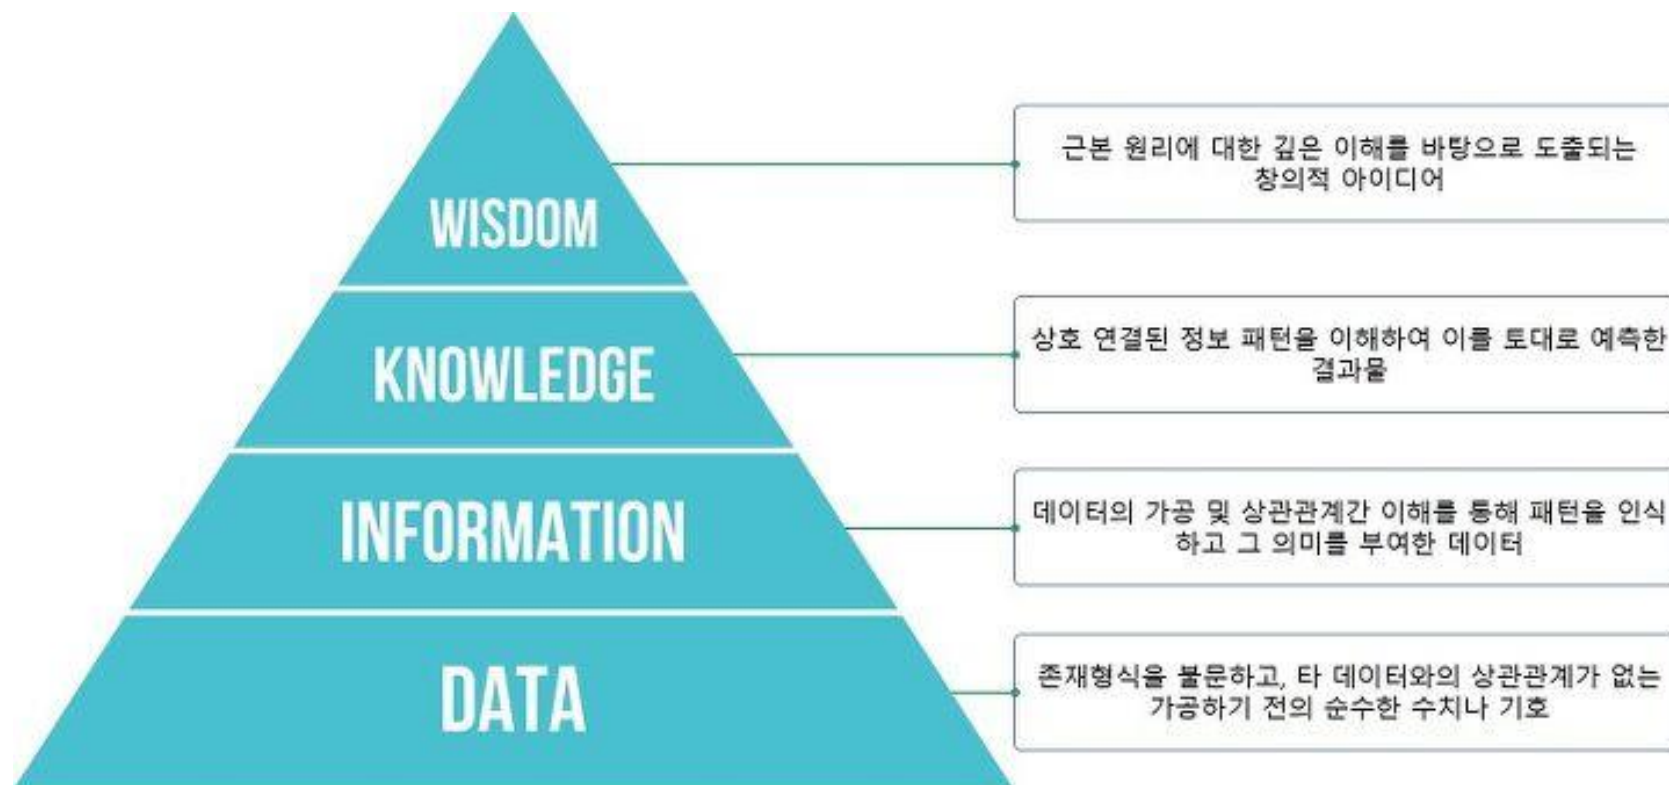 근본 원리에 대한 깊은 이해를 바탕으로 도출되는
창의적 아이디어
WISDOM
상호 연결된 정보 패턴을 이해하여 이를 토대로 예측한
결과물
KNOWLEDGE
데이터의 가공 및 상관관계간 이해를 통해 패턴을 인식
하고 그 의미를 부여한 데이터
INFORMATION
존재형식을 불문하고, 타 데이터와의 상관관계가 없는
가공하기 전의 순수한 수치나 기호
DATA